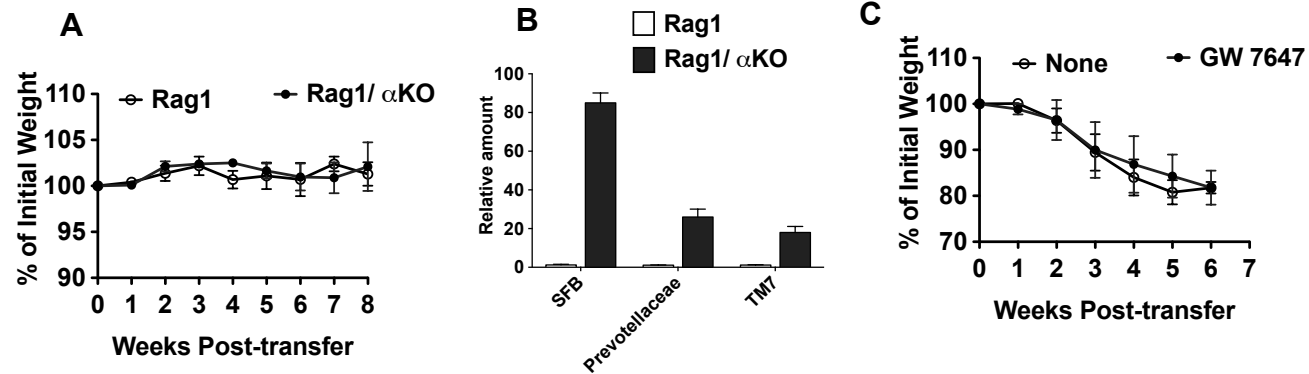 A
% of Initial Weight
Rag1
Rag1/ αKO
110
105
100
95
90
0 1 2 3 4 5 6 7 8
Weeks Post-transfer
B
Rag1
Rag1/ αKO
Relative amount
100
80
60
40
20
0
SFB
Prevotellaceae
TM7
C
% of Initial Weight
None
GW 7647
110
100
90
80
70
0 1 2 3 4 5 6 7
Weeks Post-transfer